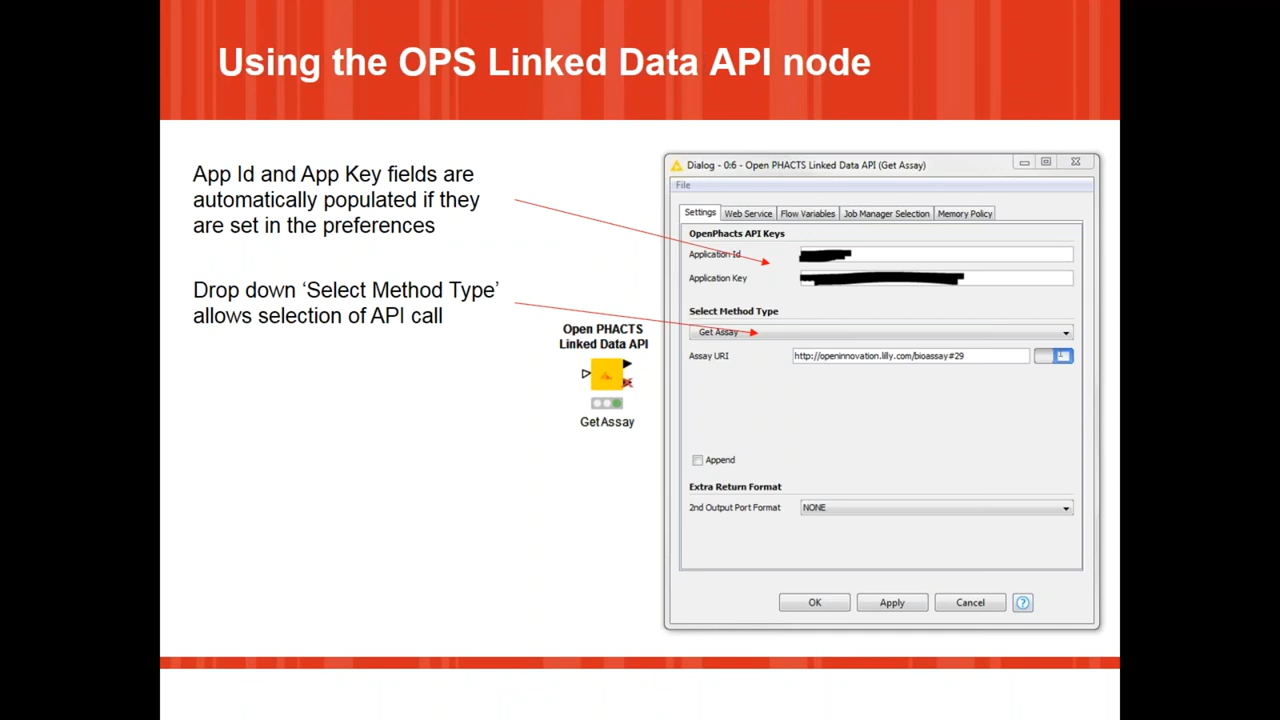 Using the OPS Linked Data API node
App Id and App Key fields are
automatically populated if they
are set in the preferences
Drop down ‘Select Method Type’
allows selection of API call
Open PHACTS
Linked Data API
GetAssay
Dialog - 0:6 - Open PHACTS Linked Data API (Get Assay)
File
Settings Web Service Flow Variables Job Manager Selection Memory Policy
OpenPhacts API Keys
Application Id
Application Key
Select Method Type
Get Assay
Assay URI http://openinnovation.lilly.com/bioassay#29
Append
Extra Return Format
2nd Output Port Format NONE
OK Apply Cancel ?